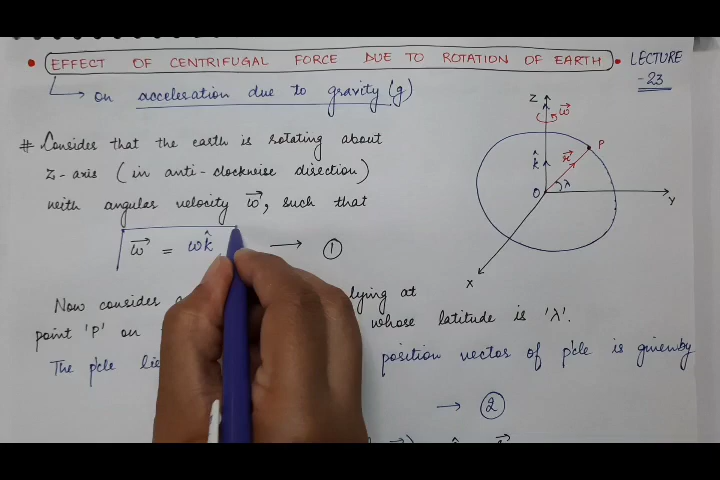 • EFFECT OF CENTRIFUGAL FORCE DUE TO ROTATION OF EARTH •
LECTURE
-23
on acceleration due to gravity (g)
# Consider that the earth is rotating about
Z-axis (in anti-clockwise direction)
with angular velocity ω⃗, such that
ω⃗ = ωk̂ → ①
Now consider a lying at
point 'P' on whose latitude is 'λ'.
The p'cle lie position vector of p'cle is given by
→ ②
Z
ω⃗
P
k̂
r⃗
λ
O
Y
X